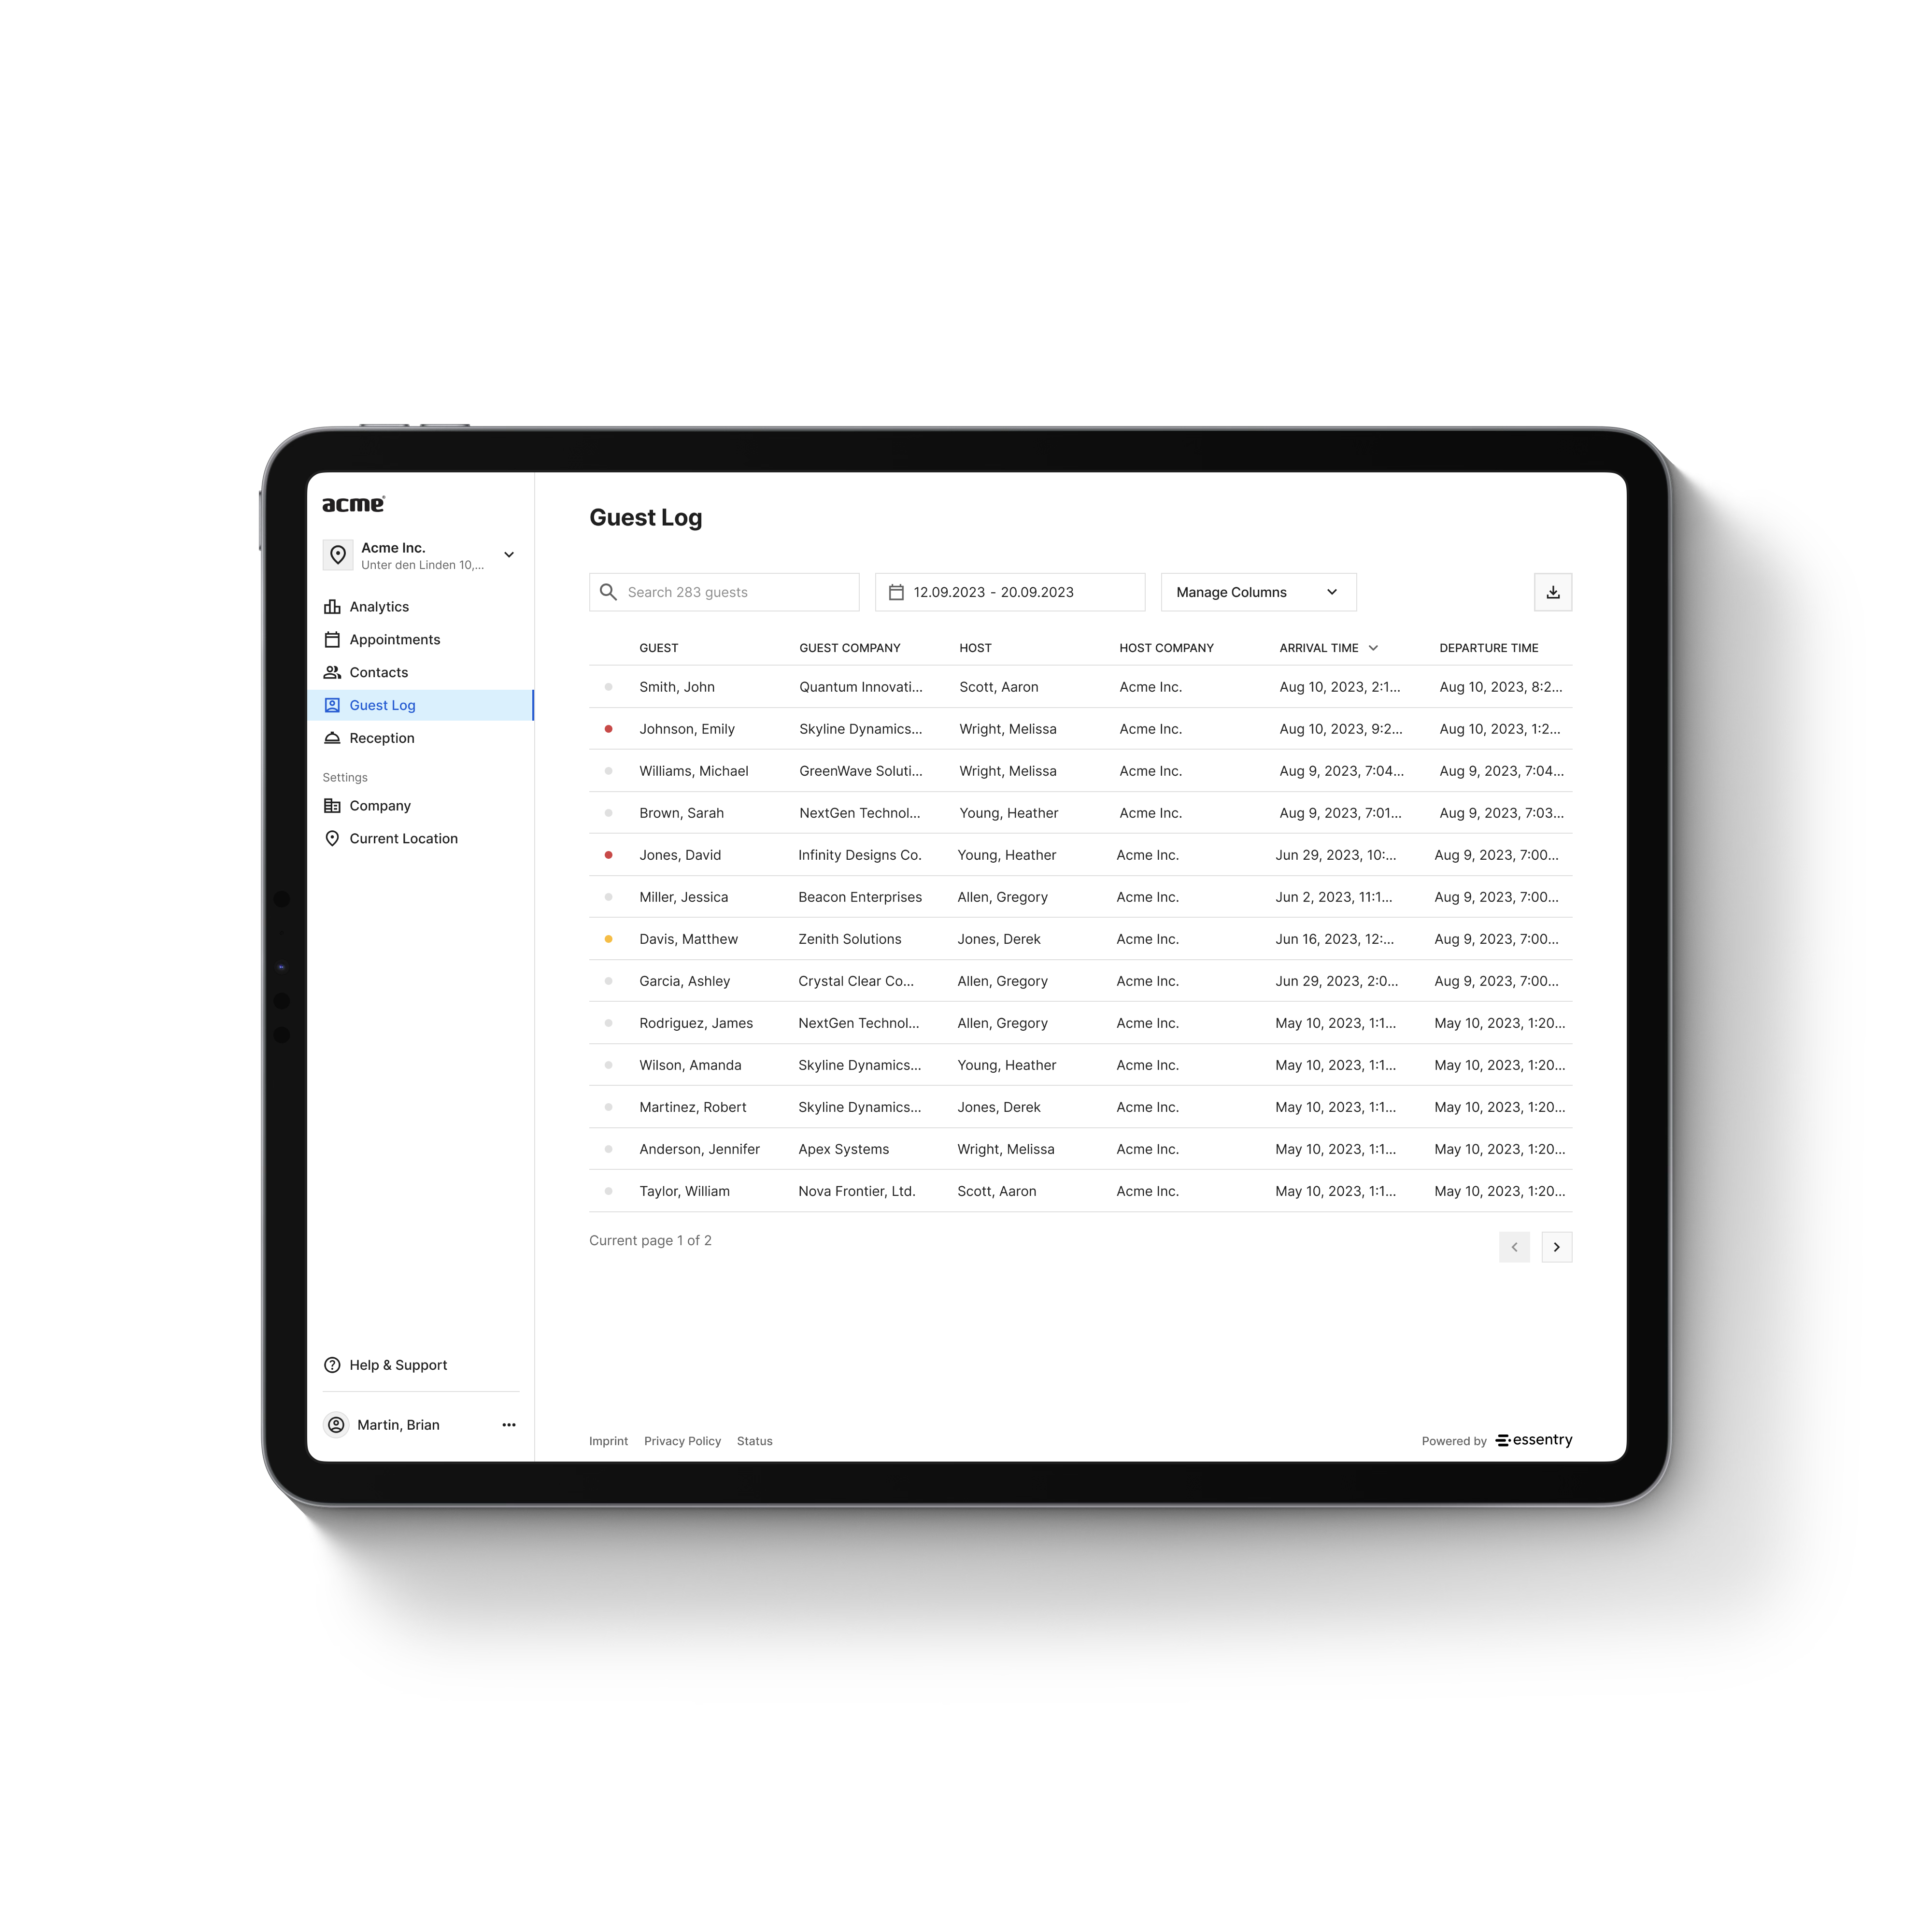 acme
Acme Inc.
Unter den Linden 10,...
Analytics
Appointments
Contacts
Guest Log
Reception
Settings
Company
Current Location
Help & Support
Martin, Brian
Guest Log
Search 283 guests
12.09.2023 - 20.09.2023
Manage Columns
GUEST GUEST COMPANY HOST HOST COMPANY ARRIVAL TIME DEPARTURE TIME
Smith, John Quantum Innovati... Scott, Aaron Acme Inc. Aug 10, 2023, 2:1... Aug 10, 2023, 8:2...
Johnson, Emily Skyline Dynamics... Wright, Melissa Acme Inc. Aug 10, 2023, 9:2... Aug 10, 2023, 1:2...
Williams, Michael GreenWave Soluti... Wright, Melissa Acme Inc. Aug 9, 2023, 7:04... Aug 9, 2023, 7:04...
Brown, Sarah NextGen Technol... Young, Heather Acme Inc. Aug 9, 2023, 7:01... Aug 9, 2023, 7:03...
Jones, David Infinity Designs Co. Young, Heather Acme Inc. Jun 29, 2023, 10:... Aug 9, 2023, 7:00...
Miller, Jessica Beacon Enterprises Allen, Gregory Acme Inc. Jun 2, 2023, 11:1... Aug 9, 2023, 7:00...
Davis, Matthew Zenith Solutions Jones, Derek Acme Inc. Jun 16, 2023, 12:... Aug 9, 2023, 7:00...
Garcia, Ashley Crystal Clear Co... Allen, Gregory Acme Inc. Jun 29, 2023, 2:0... Aug 9, 2023, 7:00...
Rodriguez, James NextGen Technol... Allen, Gregory Acme Inc. May 10, 2023, 1:1... May 10, 2023, 1:20...
Wilson, Amanda Skyline Dynamics... Young, Heather Acme Inc. May 10, 2023, 1:1... May 10, 2023, 1:20...
Martinez, Robert Skyline Dynamics... Jones, Derek Acme Inc. May 10, 2023, 1:1... May 10, 2023, 1:20...
Anderson, Jennifer Apex Systems Wright, Melissa Acme Inc. May 10, 2023, 1:1... May 10, 2023, 1:20...
Taylor, William Nova Frontier, Ltd. Scott, Aaron Acme Inc. May 10, 2023, 1:1... May 10, 2023, 1:20...
Current page 1 of 2
Imprint Privacy Policy Status
Powered by essentry